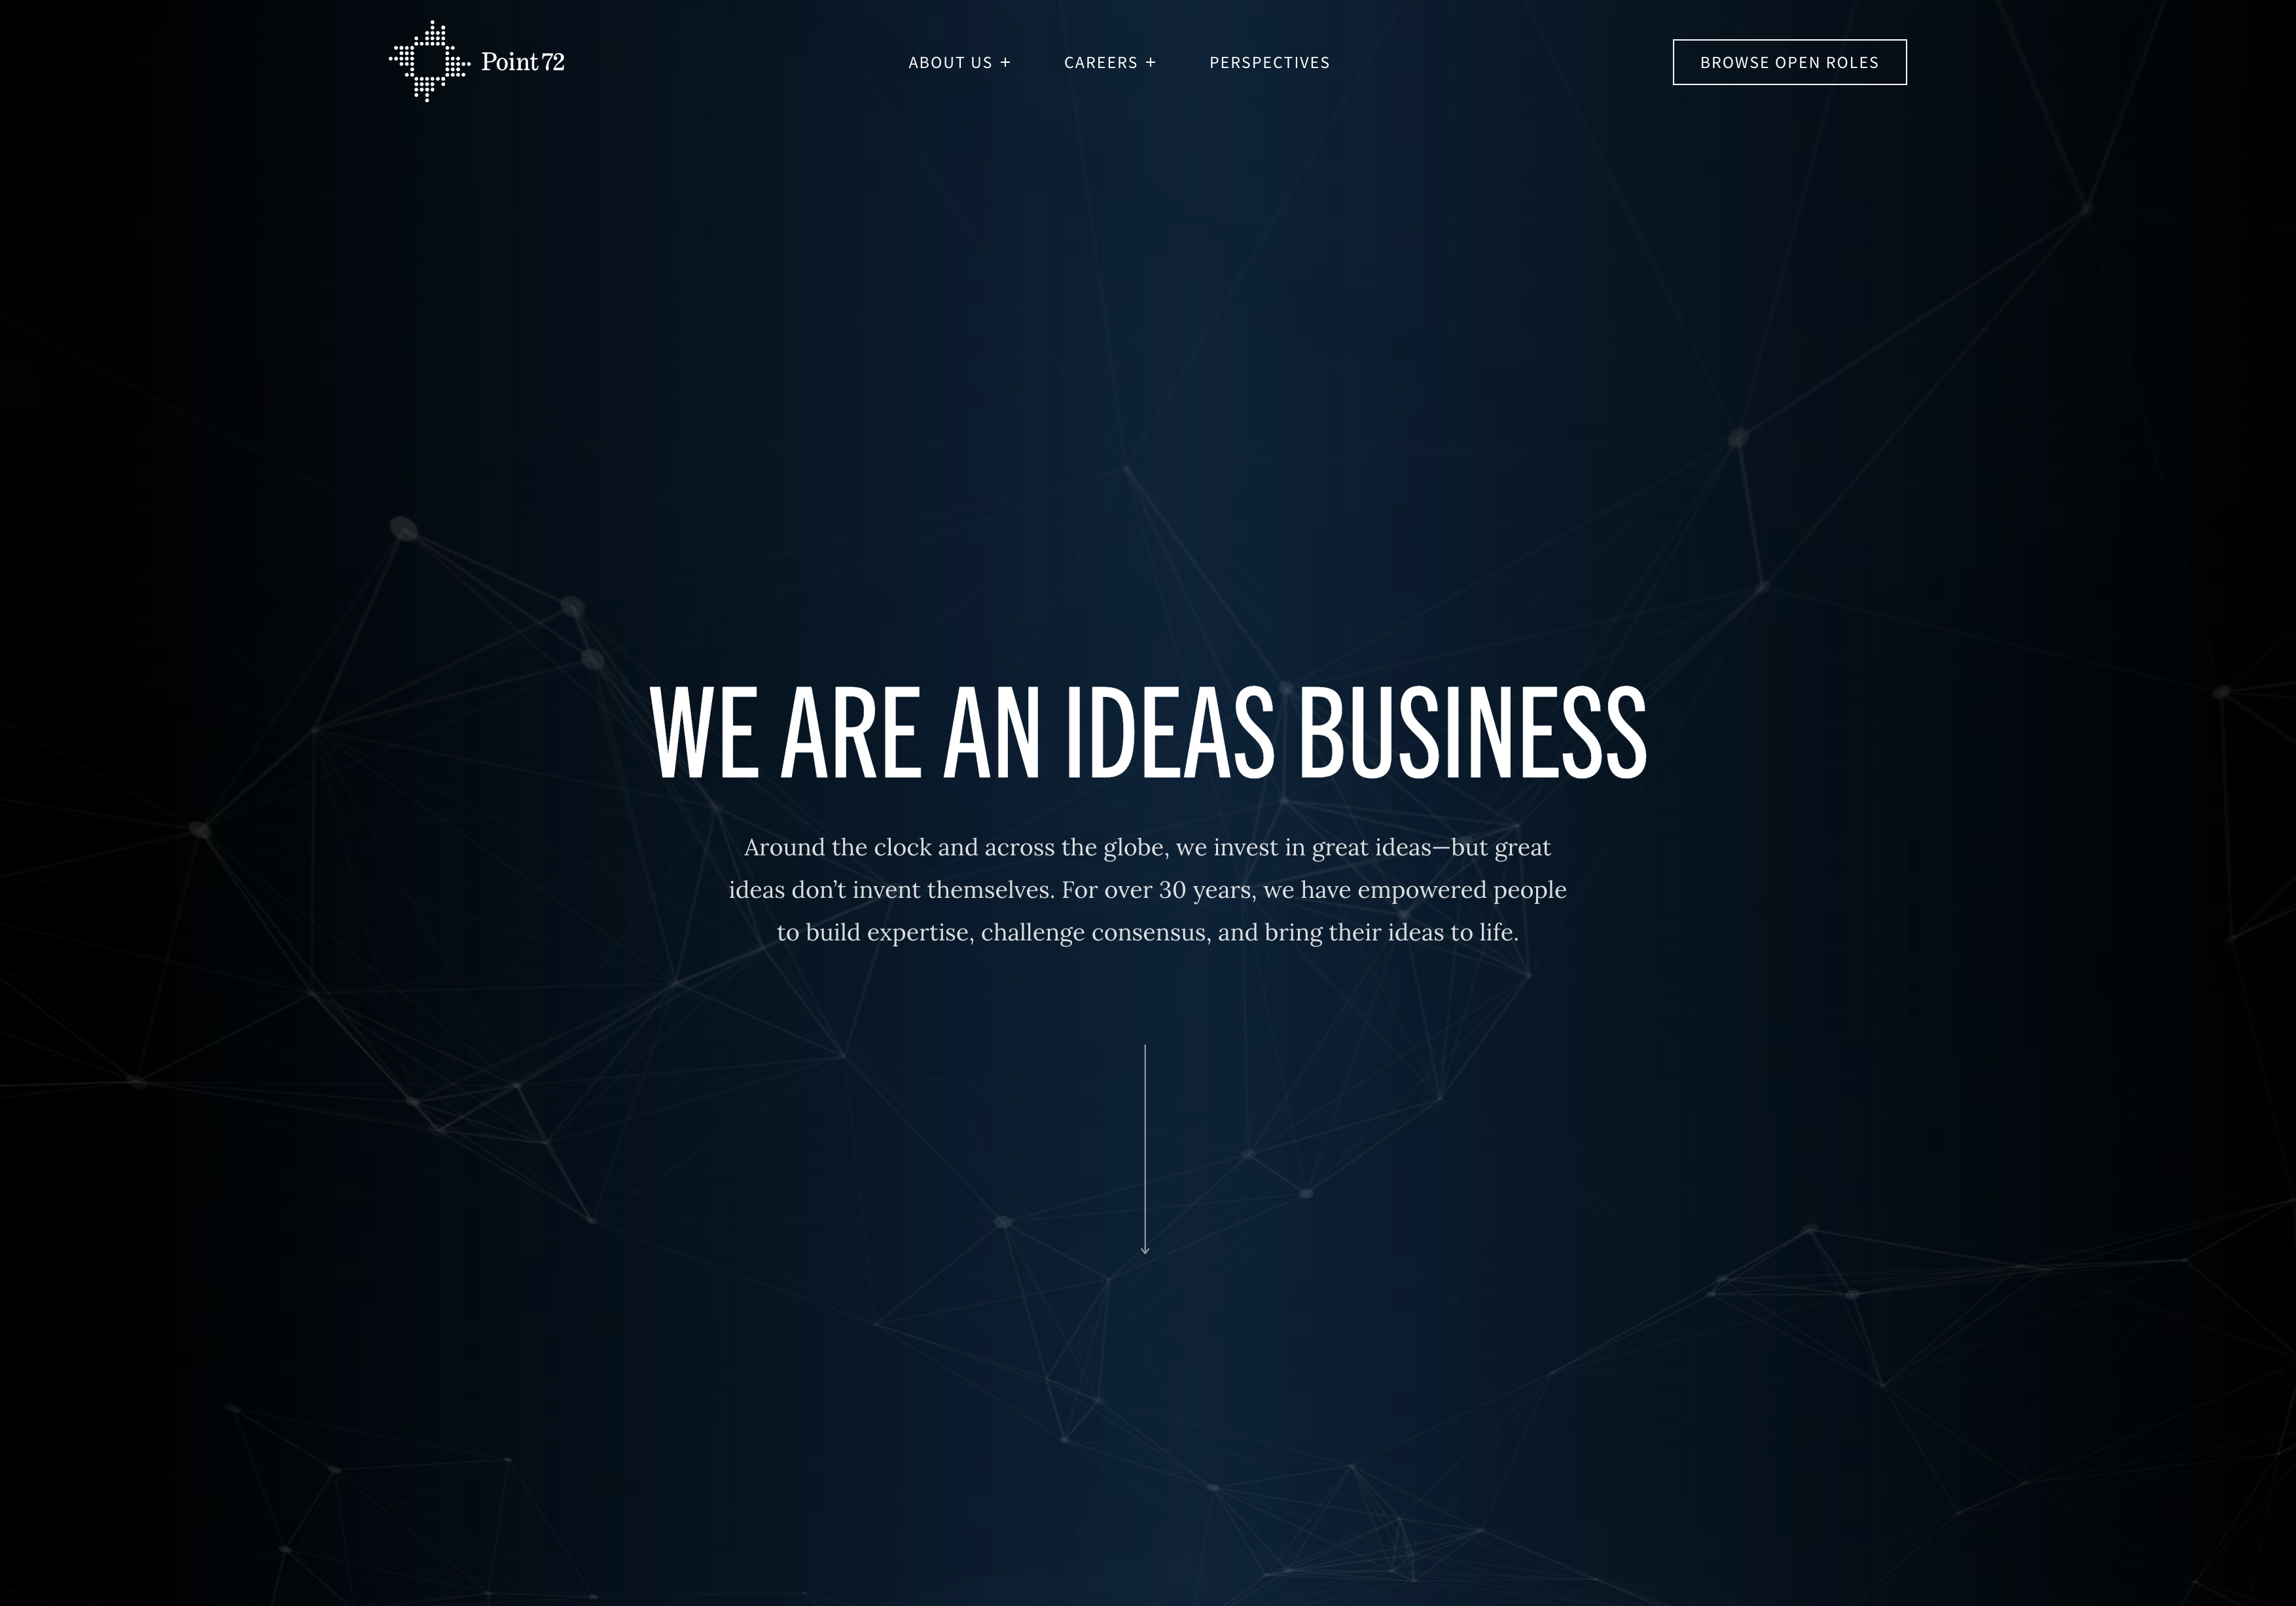 Point72
ABOUT US +
CAREERS +
PERSPECTIVES
BROWSE OPEN ROLES
WE ARE AN IDEAS BUSINESS
Around the clock and across the globe, we invest in great ideas—but great
ideas don’t invent themselves. For over 30 years, we have empowered people
to build expertise, challenge consensus, and bring their ideas to life.